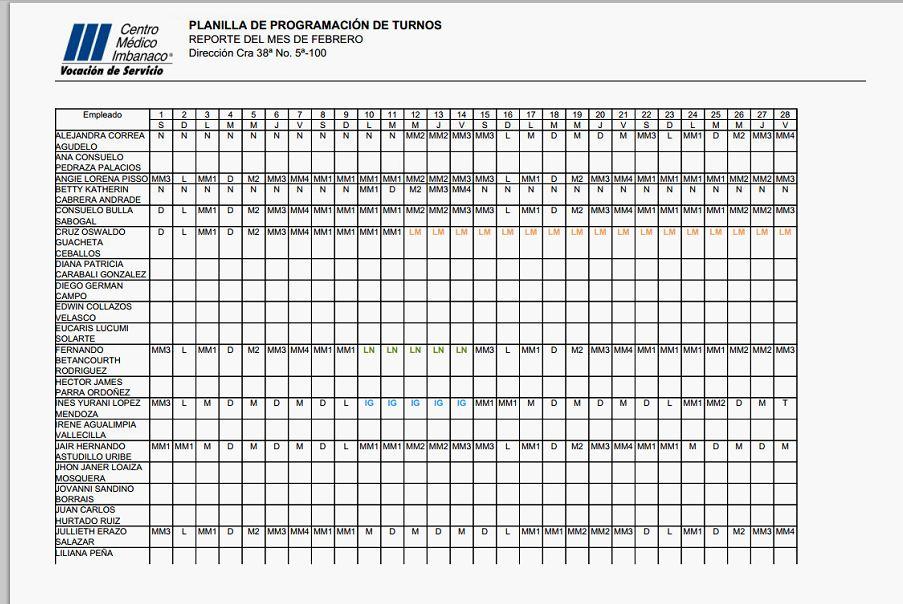 Centro
Médico
Imbanaco®
Vocación de Servicio
PLANILLA DE PROGRAMACIÓN DE TURNOS
REPORTE DEL MES DE FEBRERO
Dirección Cra 38ª No. 5ª-100
Empleado 1 2 3 4 5 6 7 8 9 10 11 12 13 14 15 16 17 18 19 20 21 22 23 24 25 26 27 28
S D L M M J V S D L M M J V S D L M M J V S D L M M J V
ALEJANDRA CORREA N N N N N N N N N N N MM2 MM2 MM3 MM3 L M D M D M MM3 L MM1 D M2 MM3 MM4
AGUDELO
ANA CONSUELO
PEDRAZA PALACIOS
ANGIE LORENA PISSO MM3 L MM1 D M2 MM3 MM4 MM1 MM1 MM1 MM1 MM2 MM2 MM3 MM3 L MM1 D M2 MM3 MM4 MM1 MM1 MM1 MM1 MM2 MM2 MM3
BETTY KATHERIN N N N N N N N N N MM1 D M2 MM3 MM4 N N N N N N N N N N N N N N
CABRERA ANDRADE
CONSUELO BULLA D L MM1 D M2 MM3 MM4 MM1 MM1 MM1 MM1 MM2 MM2 MM3 MM3 L MM1 D M2 MM3 MM4 MM1 MM1 MM1 MM1 MM2 MM2 MM3
SABOGAL
CRUZ OSWALDO D L MM1 D M2 MM3 MM4 MM1 MM1 MM1 MM1 LM LM LM LM LM LM LM LM LM LM LM LM LM LM LM LM LM
GUACHETA
CEBALLOS
DIANA PATRICIA
CARABALI GONZALEZ
DIEGO GERMAN
CAMPO
EDWIN COLLAZOS
VELASCO
EUCARIS LUCUMI
SOLARTE
FERNANDO MM3 L MM1 D M2 MM3 MM4 MM1 MM1 LN LN LN LN LN MM3 L MM1 D M2 MM3 MM4 MM1 MM1 MM1 MM1 MM2 MM2 MM3
BETANCOURTH
RODRIGUEZ
HECTOR JAMES
PARRA ORDOÑEZ
INES YURANI LOPEZ MM3 L M D M D M D L IG IG IG IG IG MM1 MM1 M D M D M D L MM1 MM2 D M T
MENDOZA
IRENE AGUALIMPIA
VALLECILLA
JAIR HERNANDO MM1 MM1 M D M D M D L MM1 MM1 MM2 MM2 MM3 MM3 L MM1 D M2 MM3 MM4 MM1 MM1 M D M D M
ASTUDILLO URIBE
JHON JANER LOAIZA
MOSQUERA
JOVANNI SANDINO
BORRAIS
JUAN CARLOS
HURTADO RUIZ
JULLIETH ERAZO MM3 L MM1 D M2 MM3 MM4 MM1 MM1 M D M D M D L MM1 MM1 MM2 MM2 MM3 D L MM1 D M2 MM3 MM4
SALAZAR
LILIANA PEÑA